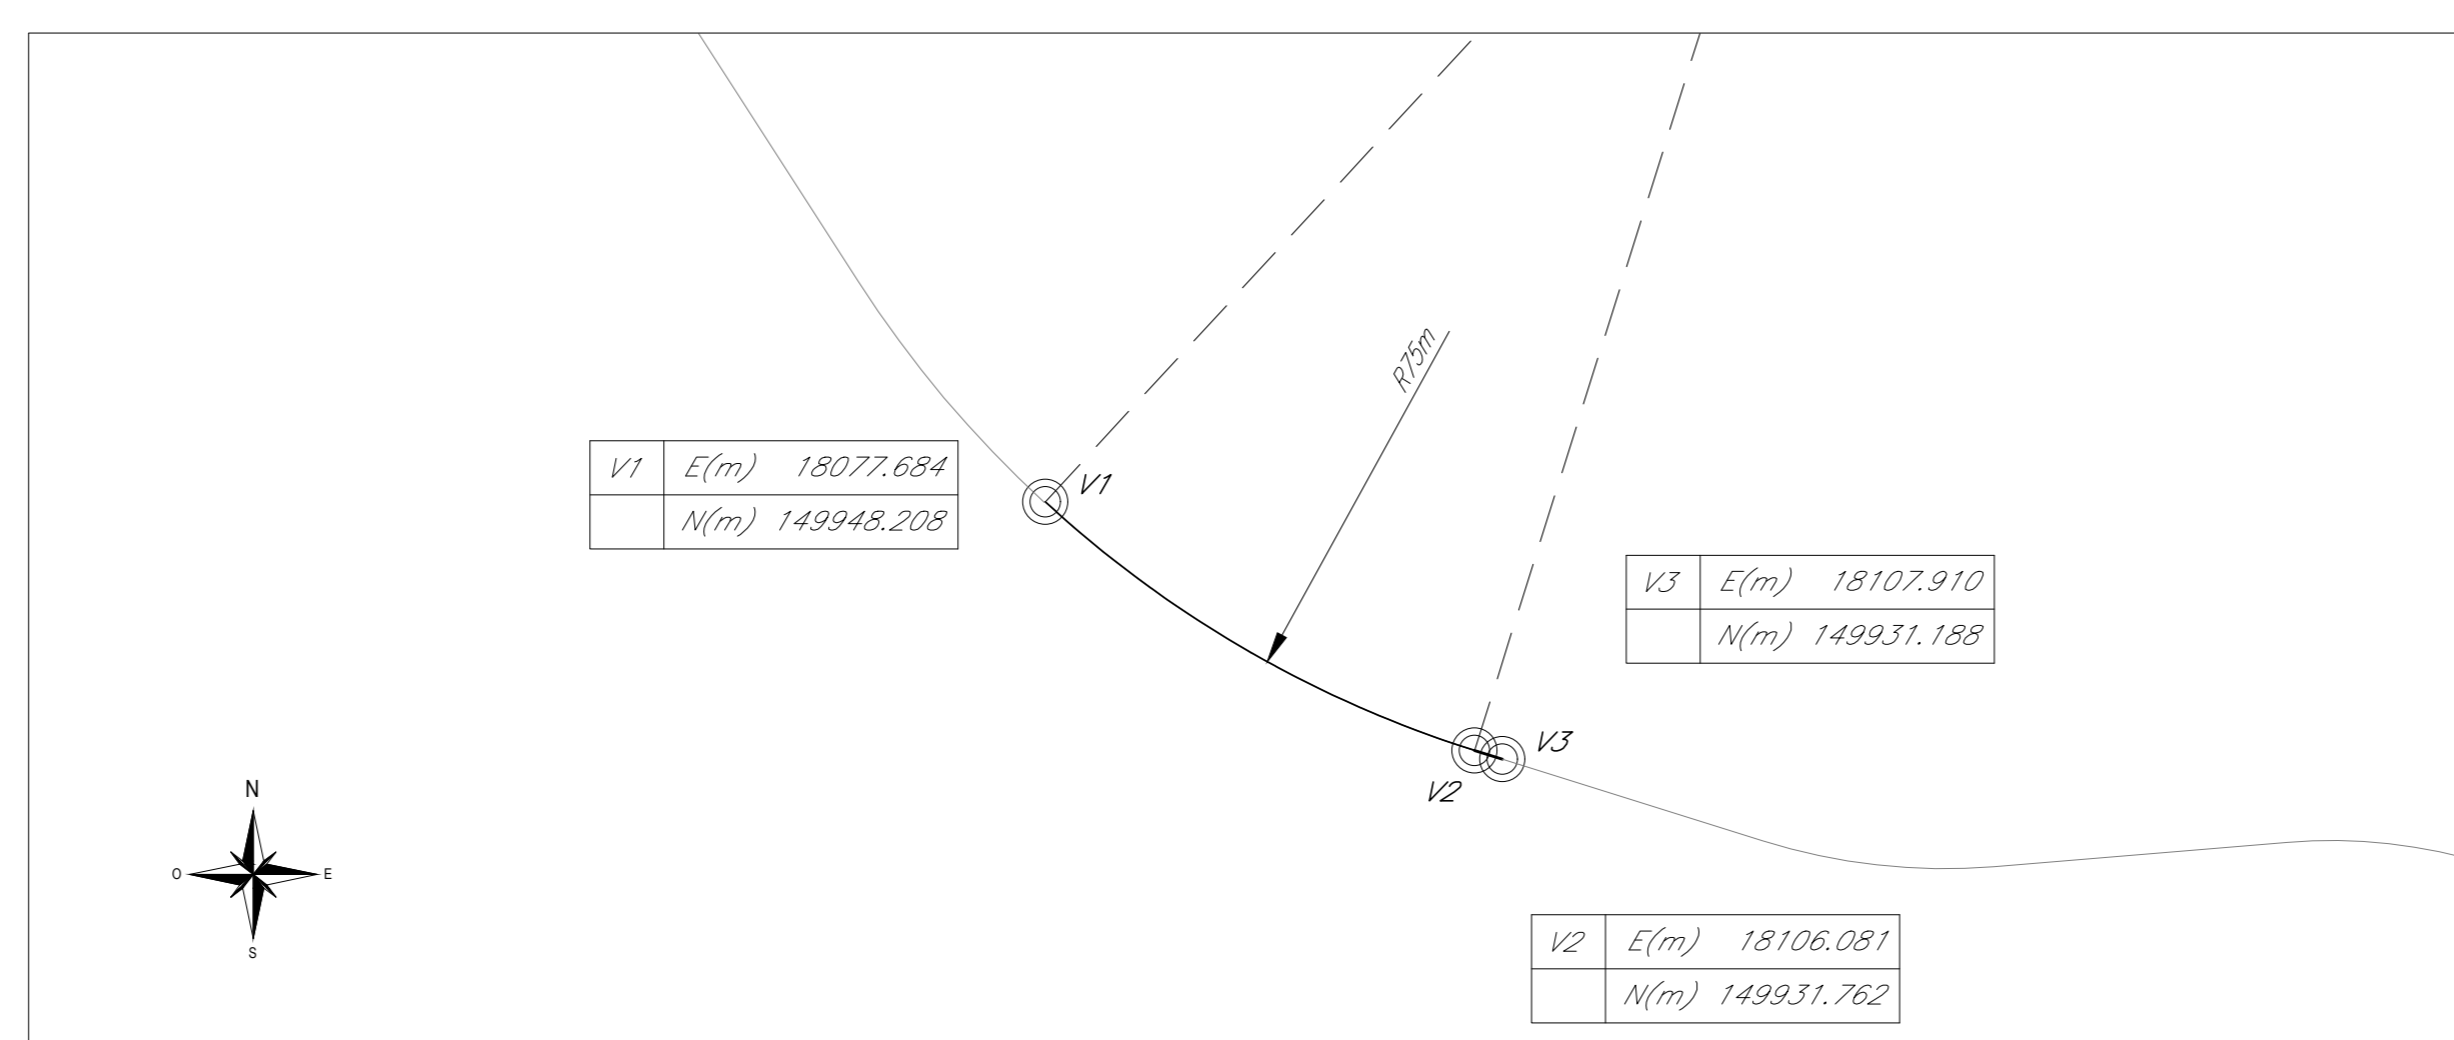 R75m
V1 E(m) 18077.684
N(m) 149948.208
V1
V3 E(m) 18107.910
N(m) 149931.188
V3
V2
N
O E
S
V2 E(m) 18106.081
N(m) 149931.762